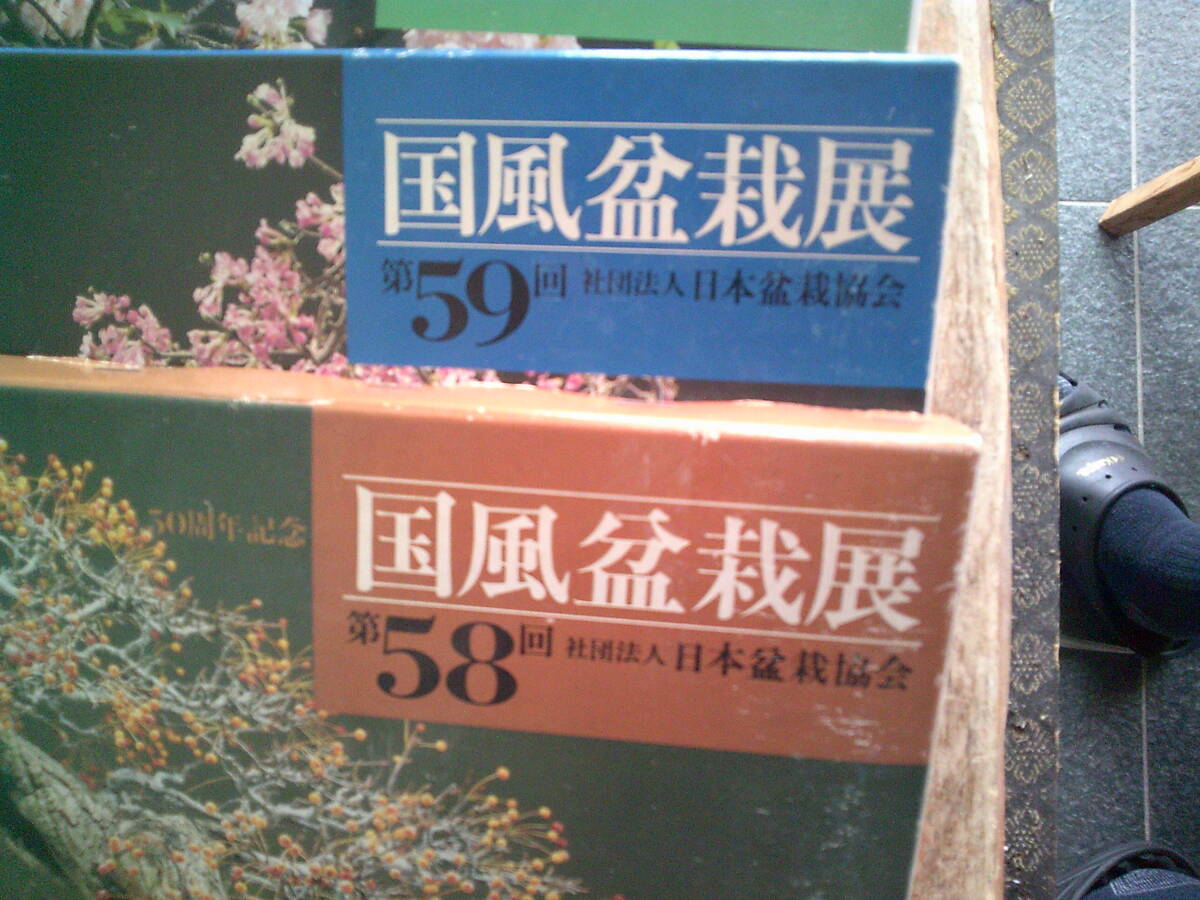 国風盆栽展
第59回 社団法人日本盆栽協会
50周年記念
国風盆栽展
第58回 社団法人日本盆栽協会